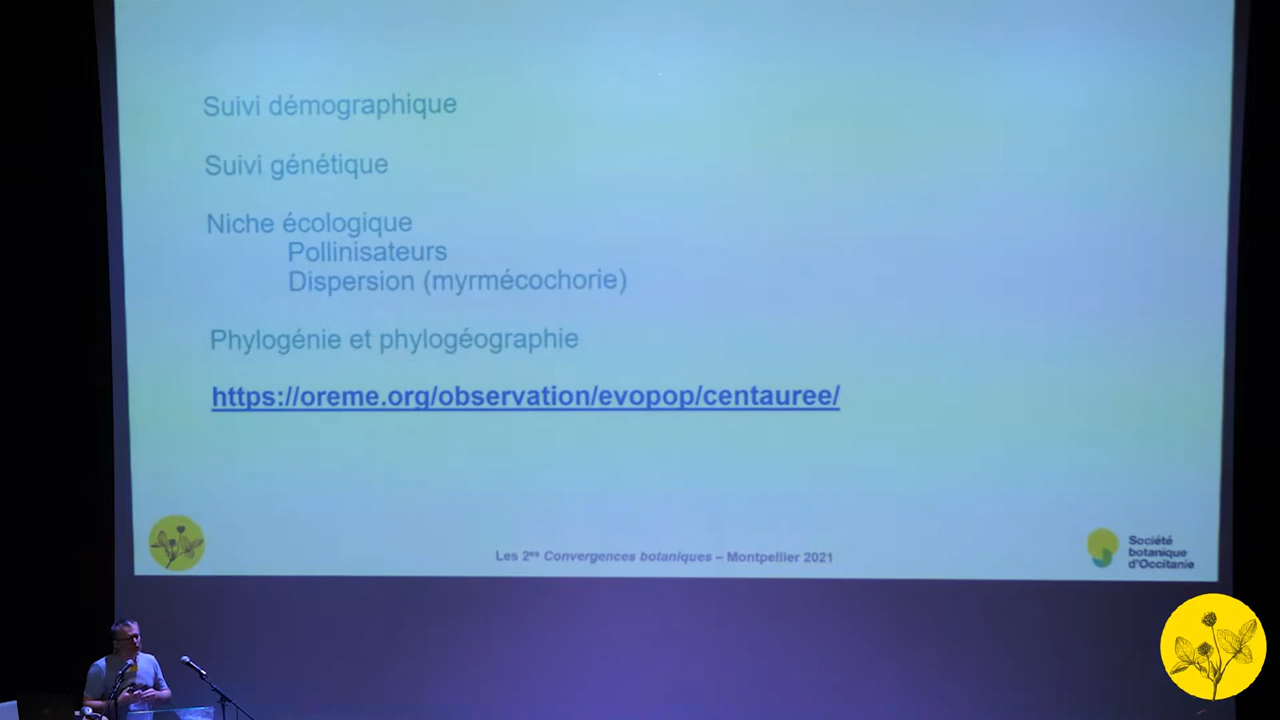 Suivi démographique
Suivi génétique
Niche écologique
Pollinisateurs
Dispersion (myrmécochorie)
Phylogénie et phylogéographie
https://oreme.org/observation/evopop/centauree/
Les 2es Convergences botaniques – Montpellier 2021
Société
botanique
d'Occitanie